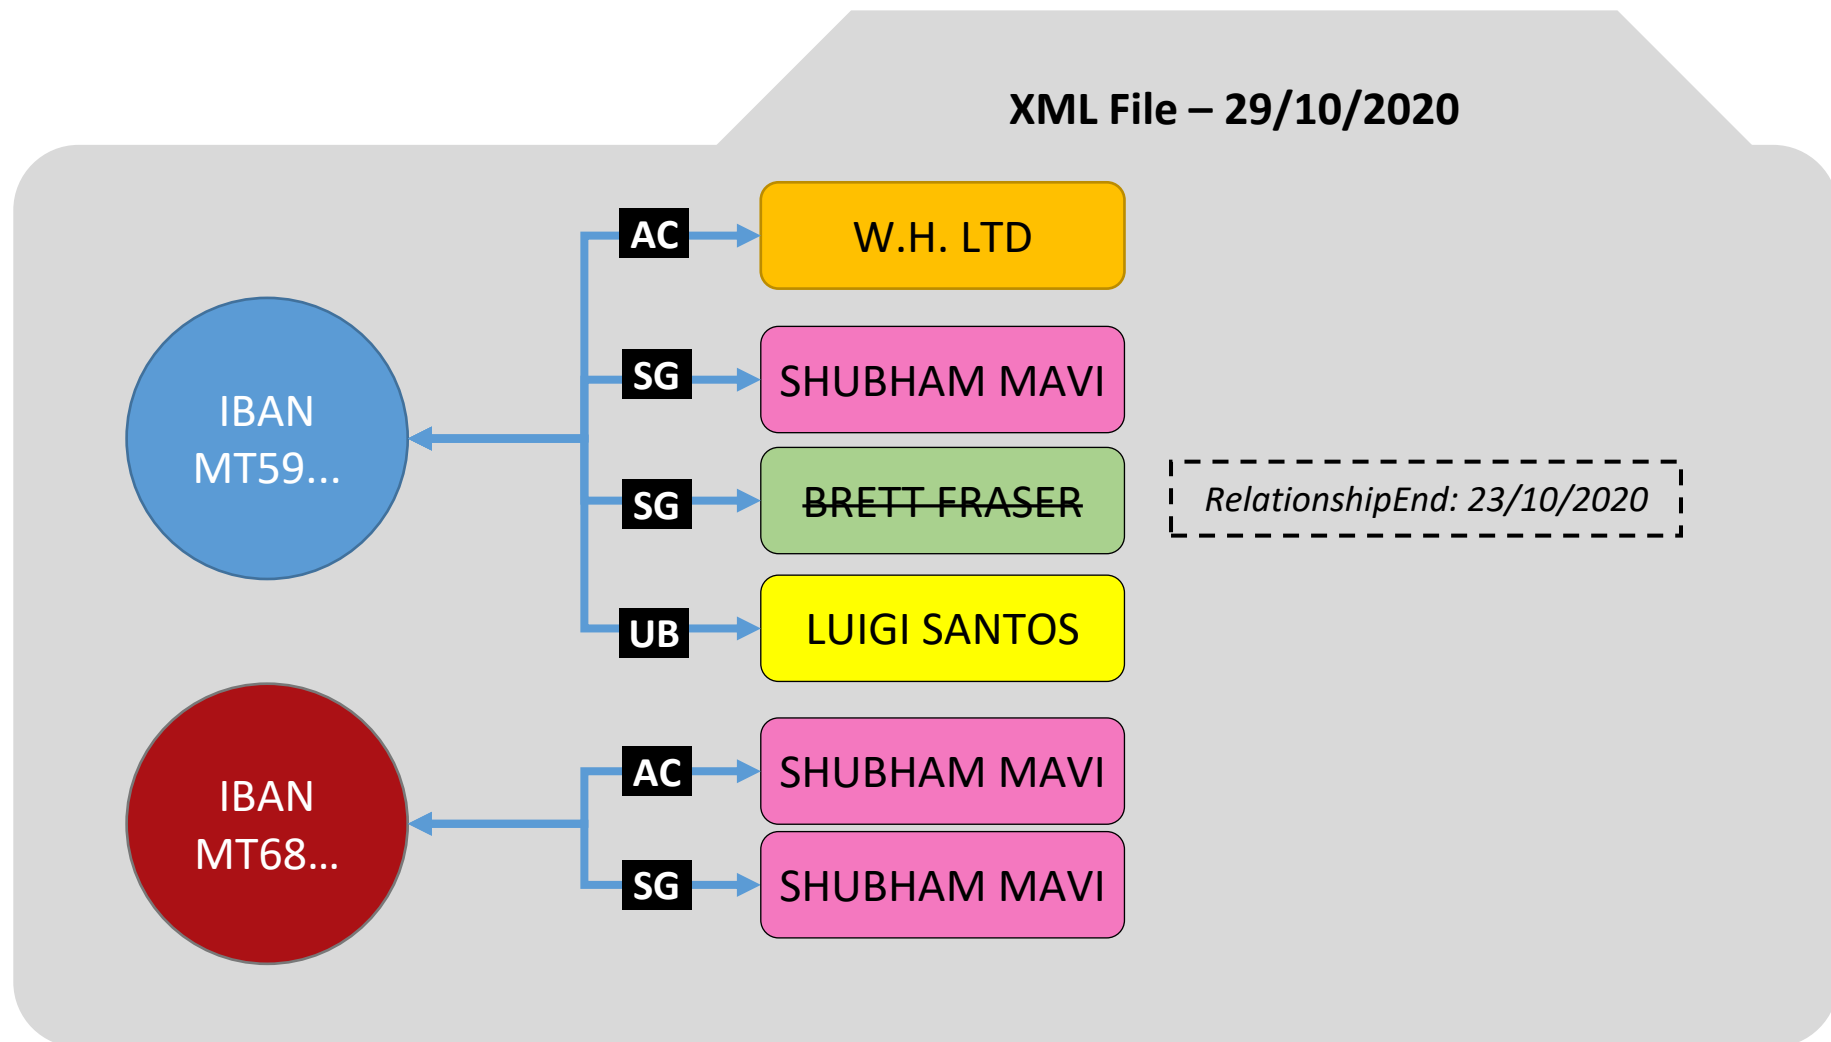 XML File – 29/10/2020
AC
W.H. LTD
SG
SHUBHAM MAVI
IBAN
MT59...
SG
BRETT FRASER
RelationshipEnd: 23/10/2020
UB
LUIGI SANTOS
AC
SHUBHAM MAVI
IBAN
MT68...
SG
SHUBHAM MAVI